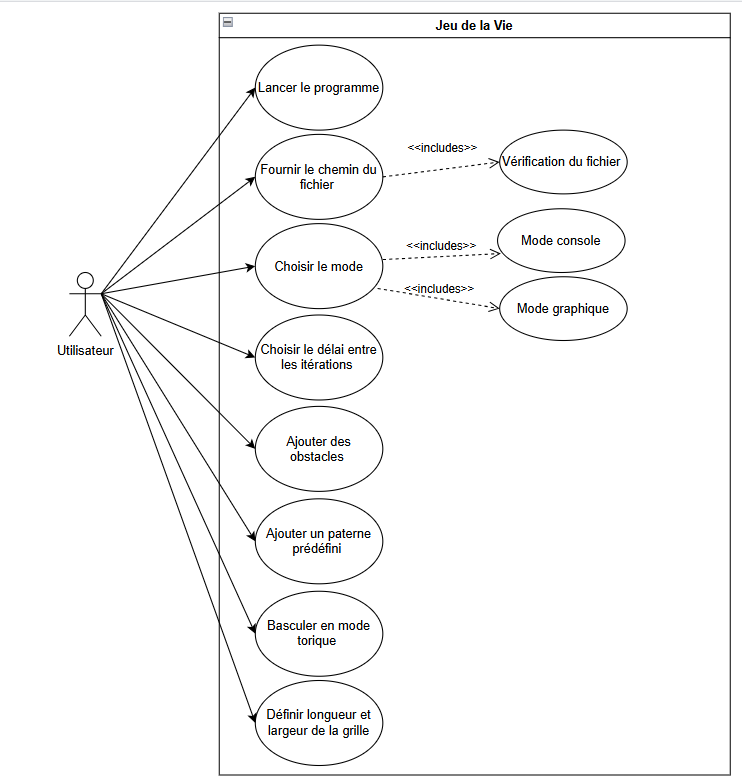 Jeu de la Vie
Lancer le programme
Fournir le chemin du
fichier
<<includes>>
Vérification du fichier
Choisir le mode
<<includes>>
Mode console
<<includes>>
Mode graphique
Utilisateur
Choisir le délai entre
les itérations
Ajouter des
obstacles
Ajouter un paterne
prédéfini
Basculer en mode
torique
Définir longueur et
largeur de la grille